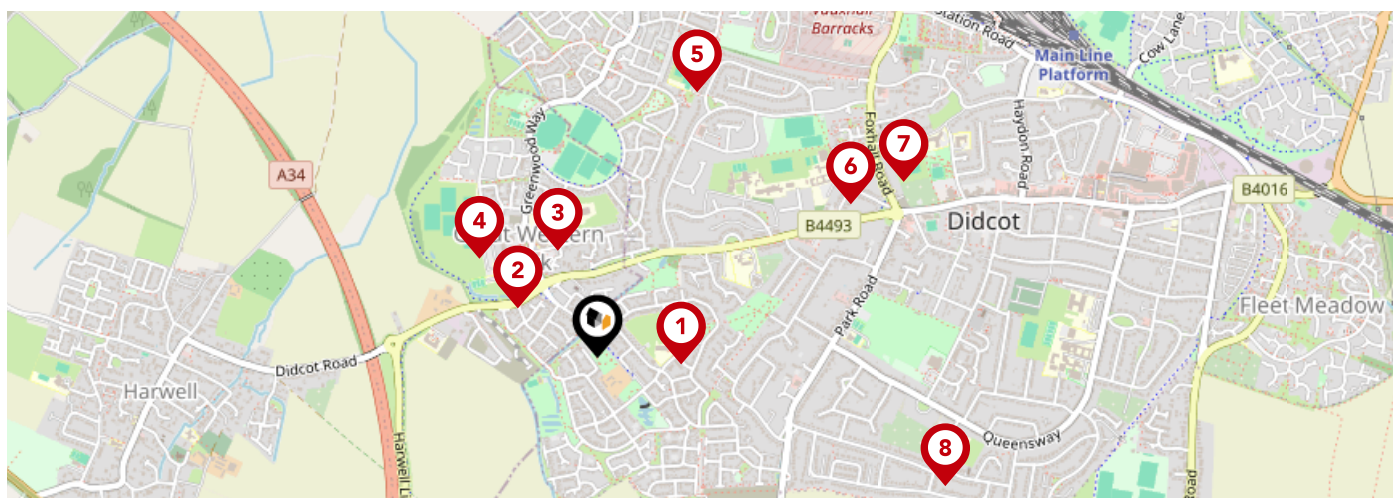 Vauxhall
Barracks
Station Road
Main Line
Platform
Cow Lane
5
Greenwood Way
Foxhall Road
Haydon Road
7
6
A34
B4016
4
3
Great Western
B4493
Didcot
2
Park Road
Fleet Meadow
1
Didcot Road
Harwell
Queensway
8
Harwell Li
Road